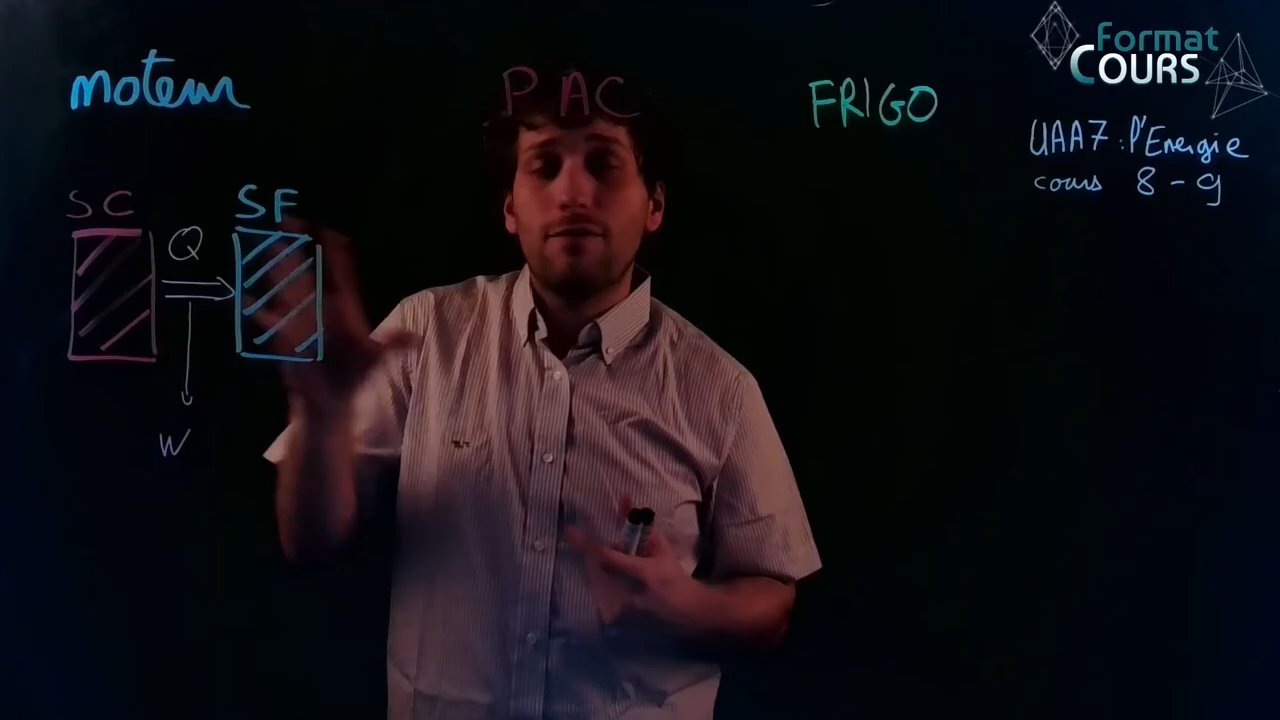 moteur
PAC
FRIGO
Format
COURS
UAA7 : l'Energie
cours 8-9
SC
SF
Q
W